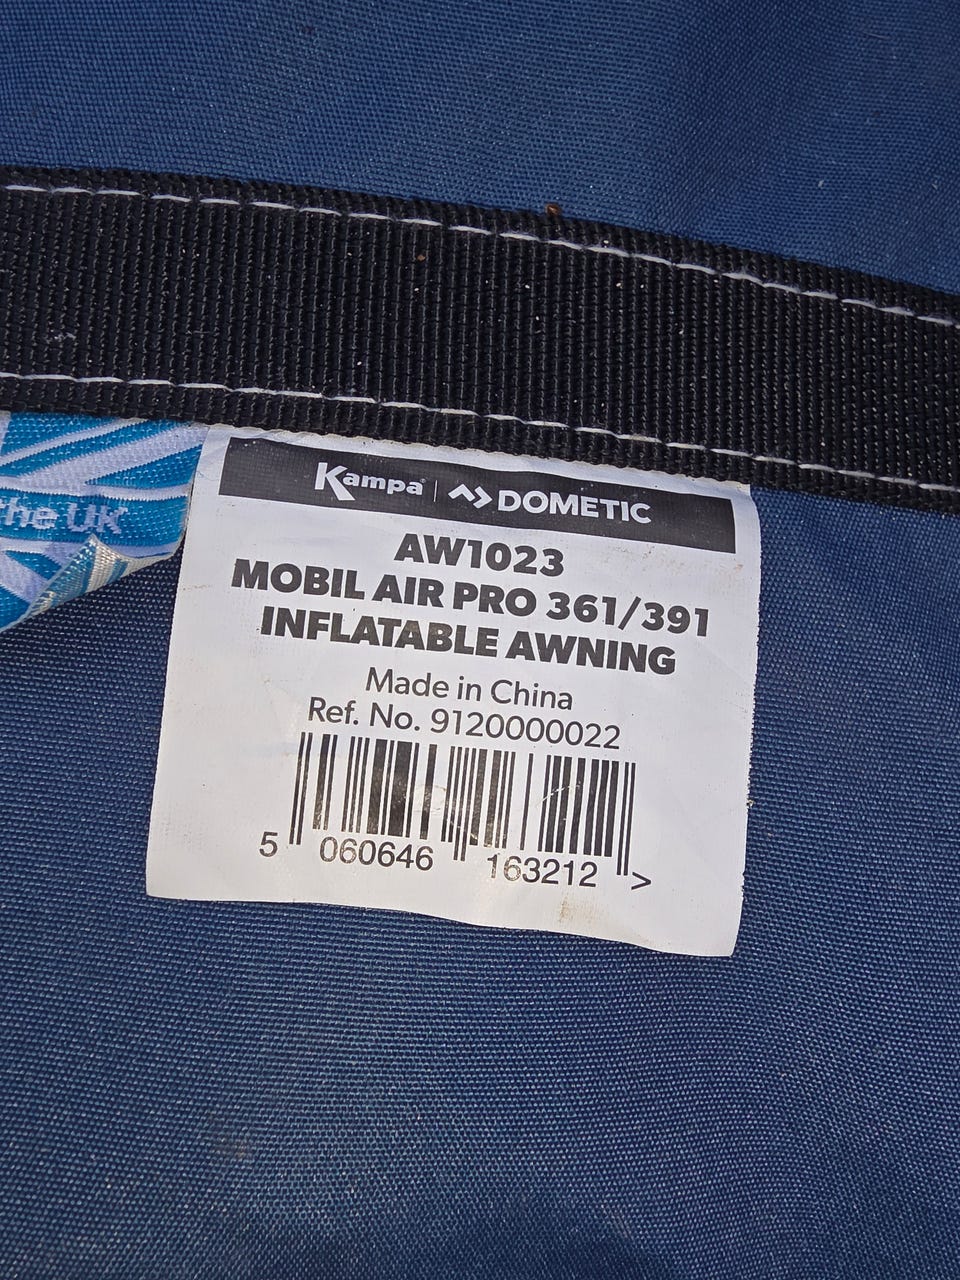 the UK
Kampa | DOMETIC
AW1023
MOBIL AIR PRO 361/391
INFLATABLE AWNING
Made in China
Ref. No. 9120000022
5 060646 163212 >